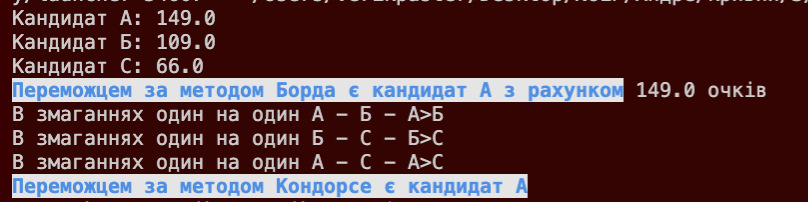 Кандидат А: 149.0
Кандидат Б: 109.0
Кандидат С: 66.0
Переможцем за методом Борда є кандидат А з рахунком 149.0 очків
В змаганнях один на один А – Б – А>Б
В змаганнях один на один Б – С – Б>С
В змаганнях один на один А – С – А>С
Переможцем за методом Кондорсе є кандидат А